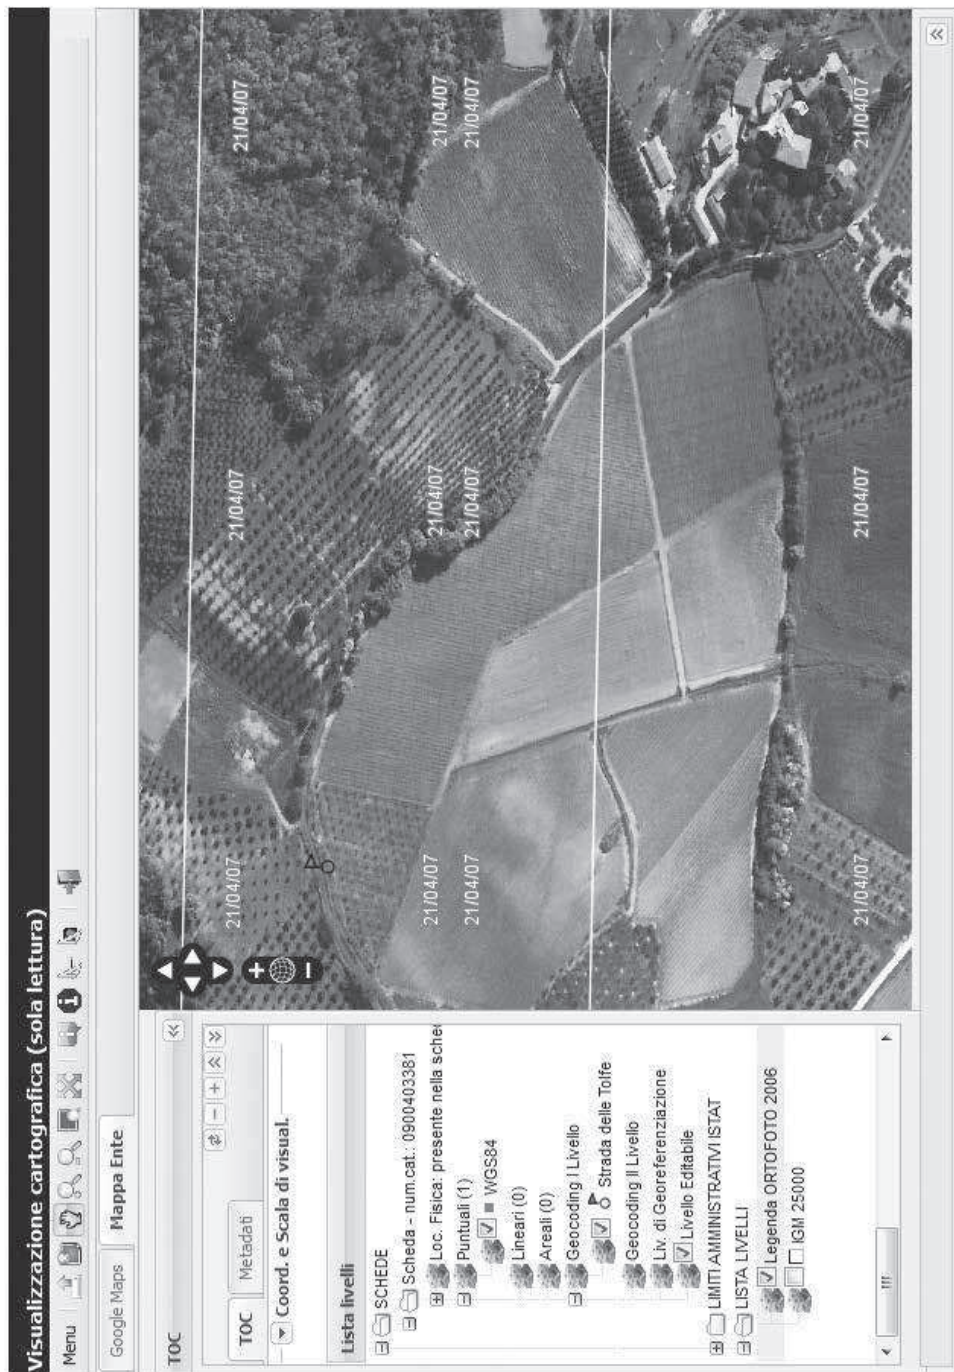 Visualizzazione cartografica (sola lettura)
Menu
Google Maps
Mappa Ente
TOC
TOC
Metadati
Coord. e Scala di visual.
Lista livelli
SCHEDE
Scheda - num.cat.: 0900403381
Loc. Fisica: presente nella sche
Puntuali (1)
WGS84
Lineari (0)
Areali (0)
Geocoding I Livello
Strada delle Tolfe
Geocoding II Livello
Liv. di Georeferenziazione
Livello Editabile
LIMITI AMMINISTRATIVI ISTAT
LISTA LIVELLI
Legenda ORTOFOTO 2006
IGM 25000
21/04/07
21/04/07
21/04/07
21/04/07
21/04/07
21/04/07
21/04/07
21/04/07
21/04/07
21/04/07
21/04/07
21/04/07